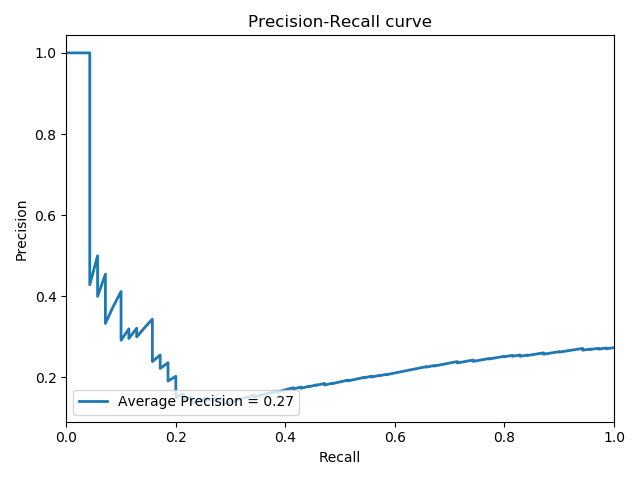 Precision-Recall curve
1.0
0.8
0.6
0.4
0.2
Precision
Average Precision = 0.27
0.0 0.2 0.4 0.6 0.8 1.0
Recall